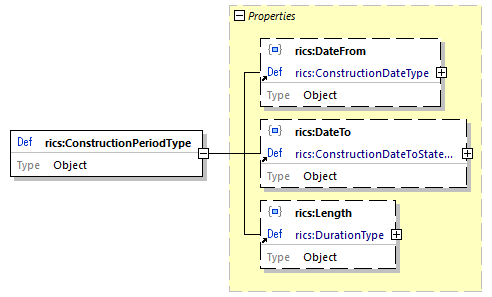 Properties
rics:DateFrom
Def rics:ConstructionDateType
Type Object
rics:DateTo
Def rics:ConstructionDateToState...
Type Object
Def rics:ConstructionPeriodType
Type Object
rics:Length
Def rics:DurationType
Type Object